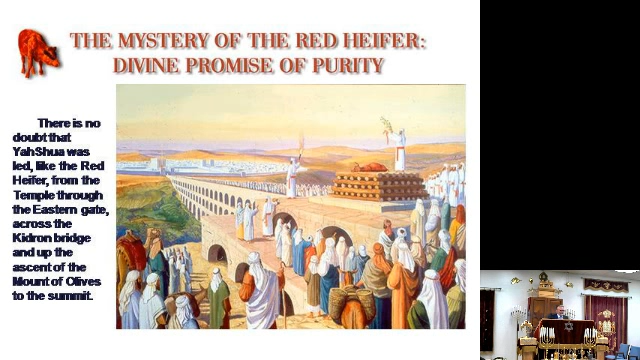 THE MYSTERY OF THE RED HEIFER:
DIVINE PROMISE OF PURITY
There is no
doubt that
YahShua was
led, like the Red
Heifer, from the
Temple through
the Eastern gate,
across the
Kidron bridge
and up the
ascent of the
Mount of Olives
to the summit.